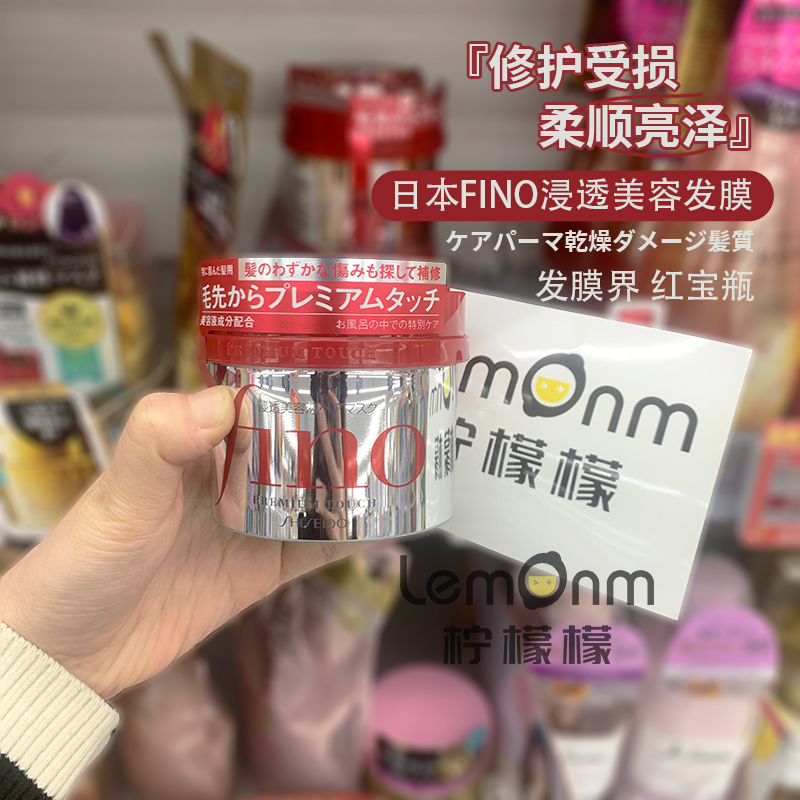 『修护受损
柔顺亮泽』
日本FINO浸透美容发膜
ケアパーマ乾燥ダメージ髪質
发膜界 红宝瓶
髪のわずかな傷みも探して補修
毛先からプレミアムタッチ
美容液成分配合
お風呂の中での特別ケア
PREMIUM TOUCH
fino
PREMIUM TOUCH
SHISEIDO
emOnm
柠檬檬
LemOnm
柠檬檬